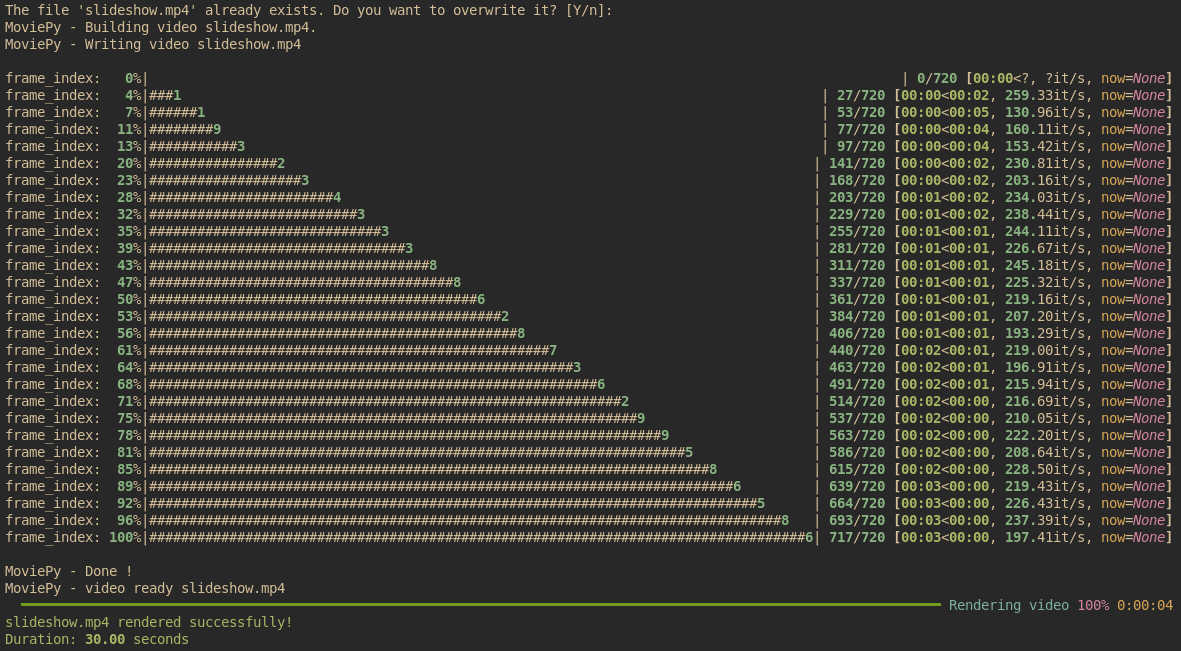 The file 'slideshow.mp4' already exists. Do you want to overwrite it? [Y/n]:
MoviePy - Building video slideshow.mp4.
MoviePy - Writing video slideshow.mp4
frame_index:   0%|          | 0/720 [00:00<?, ?it/s, now=None]
frame_index:   4%|###1          | 27/720 [00:00<00:02, 259.33it/s, now=None]
frame_index:   7%|######1          | 53/720 [00:00<00:05, 130.96it/s, now=None]
frame_index:  11%|########9          | 77/720 [00:00<00:04, 160.11it/s, now=None]
frame_index:  13%|###########3          | 97/720 [00:00<00:04, 153.42it/s, now=None]
frame_index:  20%|################2          | 141/720 [00:00<00:02, 230.81it/s, now=None]
frame_index:  23%|###################3          | 168/720 [00:00<00:02, 203.16it/s, now=None]
frame_index:  28%|#######################4          | 203/720 [00:01<00:02, 234.03it/s, now=None]
frame_index:  32%|##########################3          | 229/720 [00:01<00:02, 238.44it/s, now=None]
frame_index:  35%|#############################3          | 255/720 [00:01<00:01, 244.11it/s, now=None]
frame_index:  39%|################################3          | 281/720 [00:01<00:01, 226.67it/s, now=None]
frame_index:  43%|###################################8          | 311/720 [00:01<00:01, 245.18it/s, now=None]
frame_index:  47%|######################################8          | 337/720 [00:01<00:01, 225.32it/s, now=None]
frame_index:  50%|#########################################6          | 361/720 [00:01<00:01, 219.16it/s, now=None]
frame_index:  53%|############################################2          | 384/720 [00:01<00:01, 207.20it/s, now=None]
frame_index:  56%|##############################################8          | 406/720 [00:01<00:01, 193.29it/s, now=None]
frame_index:  61%|##################################################7          | 440/720 [00:02<00:01, 219.00it/s, now=None]
frame_index:  64%|#####################################################3          | 463/720 [00:02<00:01, 196.91it/s, now=None]
frame_index:  68%|########################################################6          | 491/720 [00:02<00:01, 215.94it/s, now=None]
frame_index:  71%|###########################################################2          | 514/720 [00:02<00:00, 216.69it/s, now=None]
frame_index:  75%|#############################################################9          | 537/720 [00:02<00:00, 210.05it/s, now=None]
frame_index:  78%|################################################################9          | 563/720 [00:02<00:00, 222.20it/s, now=None]
frame_index:  81%|###################################################################5          | 586/720 [00:02<00:00, 208.64it/s, now=None]
frame_index:  85%|######################################################################8          | 615/720 [00:02<00:00, 228.50it/s, now=None]
frame_index:  89%|#########################################################################6         | 639/720 [00:03<00:00, 219.43it/s, now=None]
frame_index:  92%|############################################################################5      | 664/720 [00:03<00:00, 226.43it/s, now=None]
frame_index:  96%|###############################################################################8   | 693/720 [00:03<00:00, 237.39it/s, now=None]
frame_index: 100%|##################################################################################6| 717/720 [00:03<00:00, 197.41it/s, now=None]
MoviePy - Done !
MoviePy - video ready slideshow.mp4
Rendering video 100% 0:00:04
slideshow.mp4 rendered successfully!
Duration: 30.00 seconds